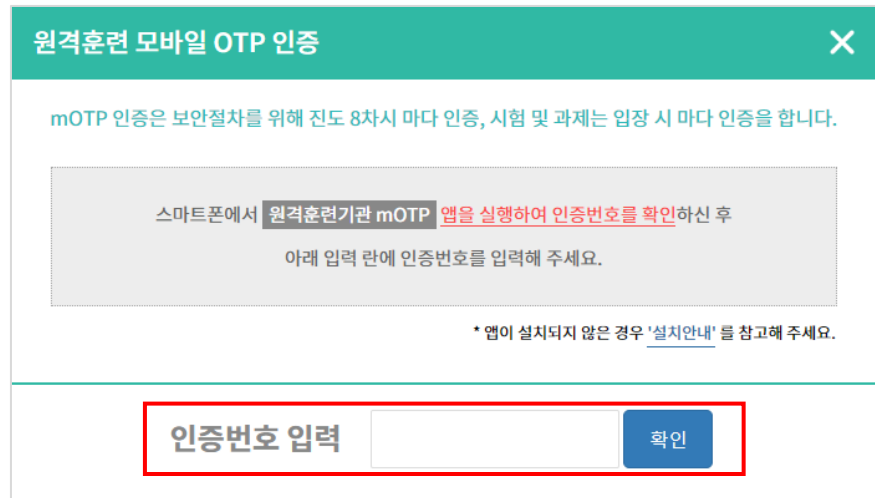 원격훈련 모바일 OTP 인증
mOTP 인증은 보안절차를 위해 진도 8차시 마다 인증, 시험 및 과제는 입장 시 마다 인증을 합니다.
스마트폰에서 원격훈련기관 mOTP 앱을 실행하여 인증번호를 확인하신 후
아래 입력 란에 인증번호를 입력해 주세요.
* 앱이 설치되지 않은 경우 '설치안내' 를 참고해 주세요.
인증번호 입력 확인